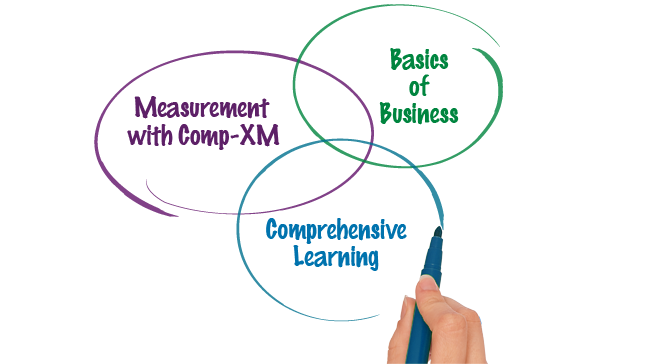 Basics
of
Business
Measurement
with Comp-XM
Comprehensive
Learning